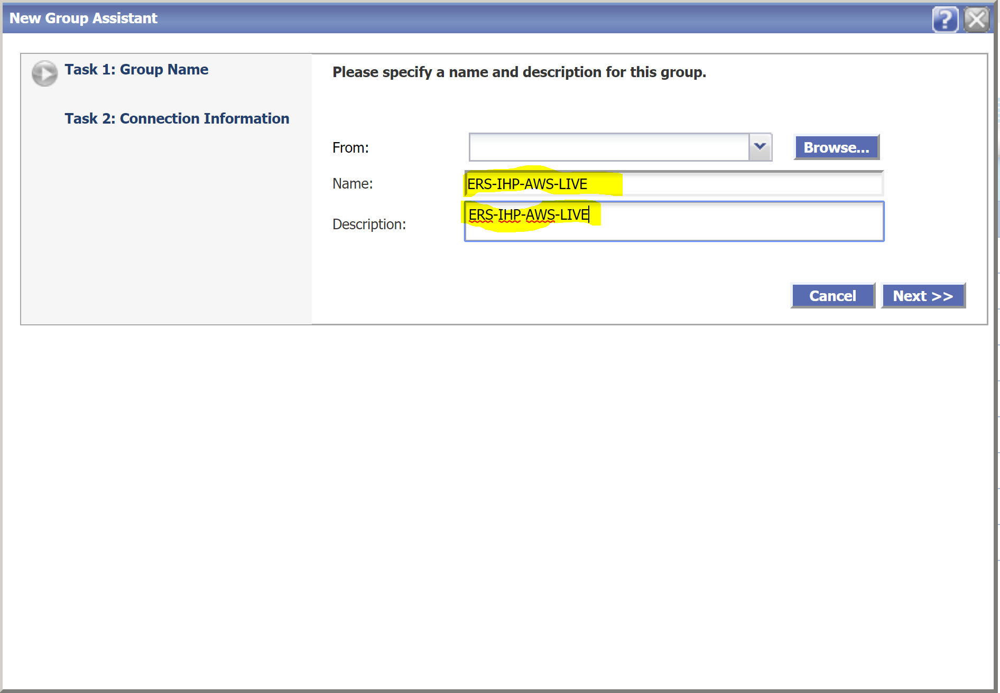 New Group Assistant
Task 1: Group Name
Task 2: Connection Information
Please specify a name and description for this group.
From:
Browse...
Name:
ERS-IHP-AWS-LIVE
Description:
ERS-IHP-AWS-LIVE
Cancel
Next >>